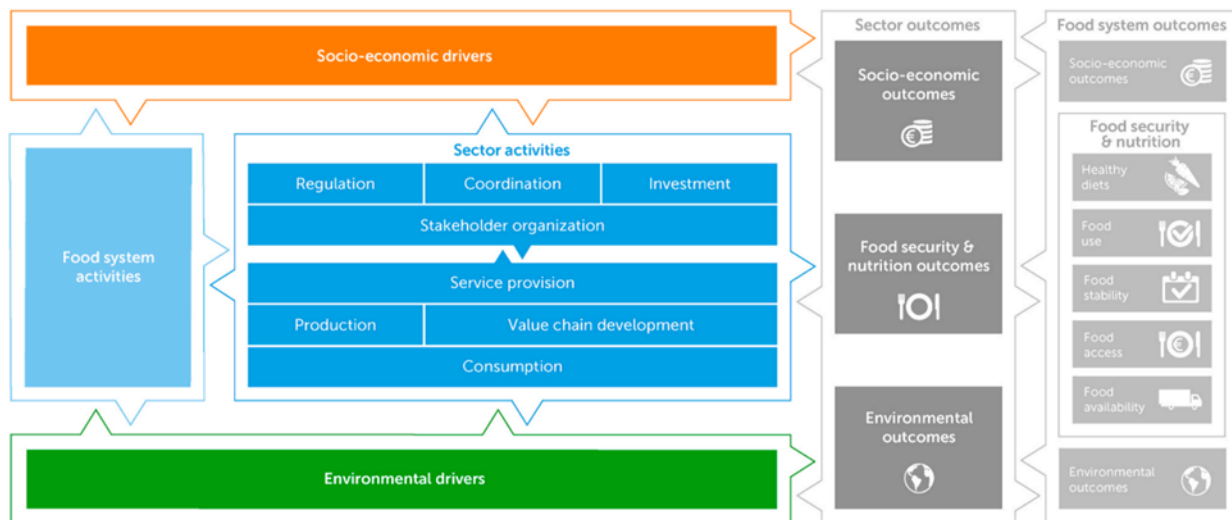 Socio-economic drivers
Food system
activities
Sector activities
Regulation
Coordination
Investment
Stakeholder organization
Service provision
Production
Value chain development
Consumption
Environmental drivers
Sector outcomes
Socio-economic
outcomes
Food security &
nutrition outcomes
Environmental
outcomes
Food system outcomes
Socio-economic
outcomes
Food security
& nutrition
Healthy
diets
Food
use
Food
stability
Food
access
Food
availability
Environmental
outcomes